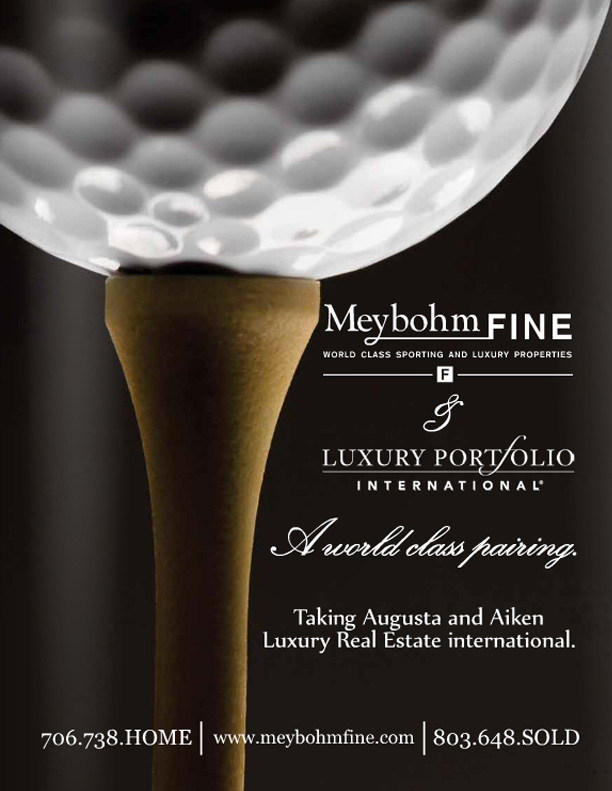 Meybohm FINE
WORLD CLASS SPORTING AND LUXURY PROPERTIES
F
&
LUXURY PORTfOLIO
INTERNATIONAL®
A world class pairing.
Taking Augusta and Aiken
Luxury Real Estate international.
706.738.HOME | www.meybohmfine.com | 803.648.SOLD